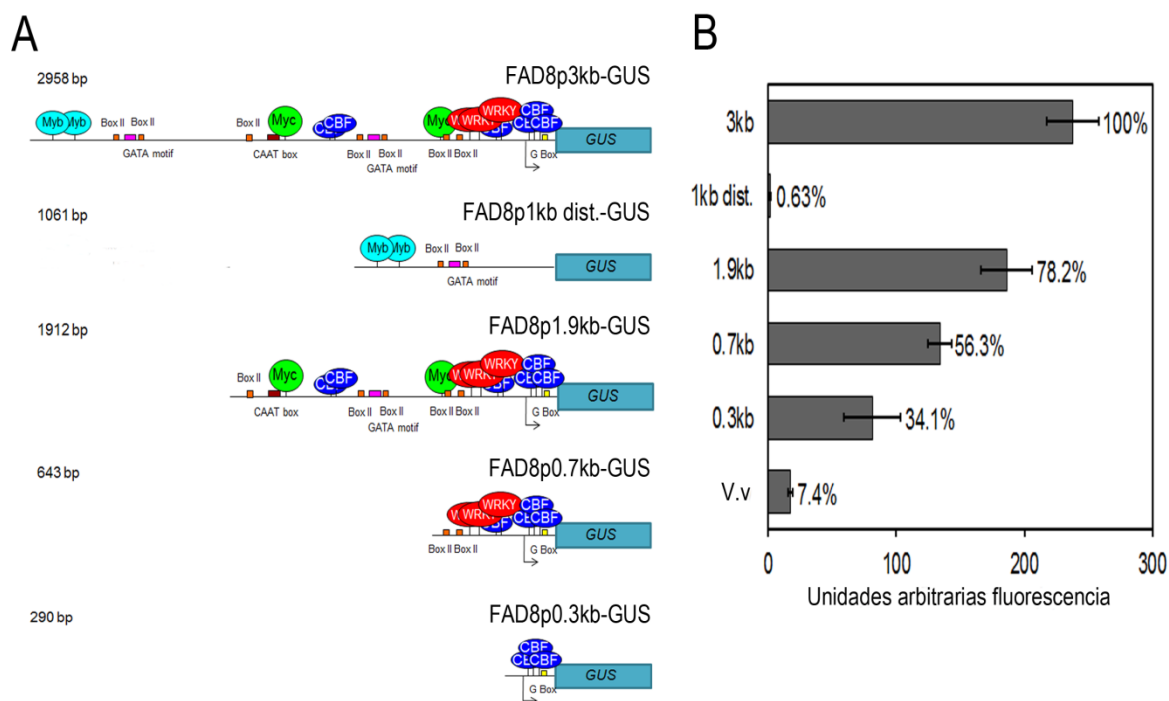 A
2958 bp
FAD8p3kb-GUS
Myb Myb
Box II Box II
Box II
Myc
CBF
Myc
WRKY
WRKY
CBF
CBF
GATA motif
CAAT box
Box II Box II
GATA motif
Box II Box II
G Box
GUS
1061 bp
FAD8p1kb dist.-GUS
Myb Myb
Box II Box II
GATA motif
GUS
1912 bp
FAD8p1.9kb-GUS
Box II
Myc
CBF
Myc
WRKY
WRKY
CBF
CBF
CAAT box
Box II Box II
GATA motif
Box II Box II
G Box
GUS
643 bp
FAD8p0.7kb-GUS
WRKY
WRKY
CBF
CBF
Box II Box II
G Box
GUS
290 bp
FAD8p0.3kb-GUS
CBF
CBF
G Box
GUS
B
3kb
100%
1kb dist.
0.63%
1.9kb
78.2%
0.7kb
56.3%
0.3kb
34.1%
V.v
7.4%
0 100 200 300
Unidades arbitrarias fluorescencia